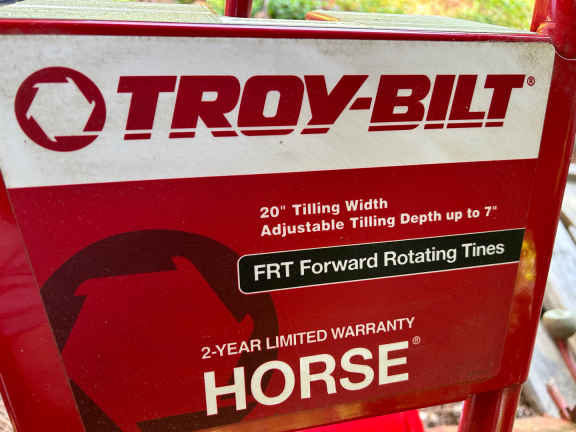 TROY-BILT®
20" Tilling Width
Adjustable Tilling Depth up to 7"
FRT Forward Rotating Tines
2-YEAR LIMITED WARRANTY
HORSE®